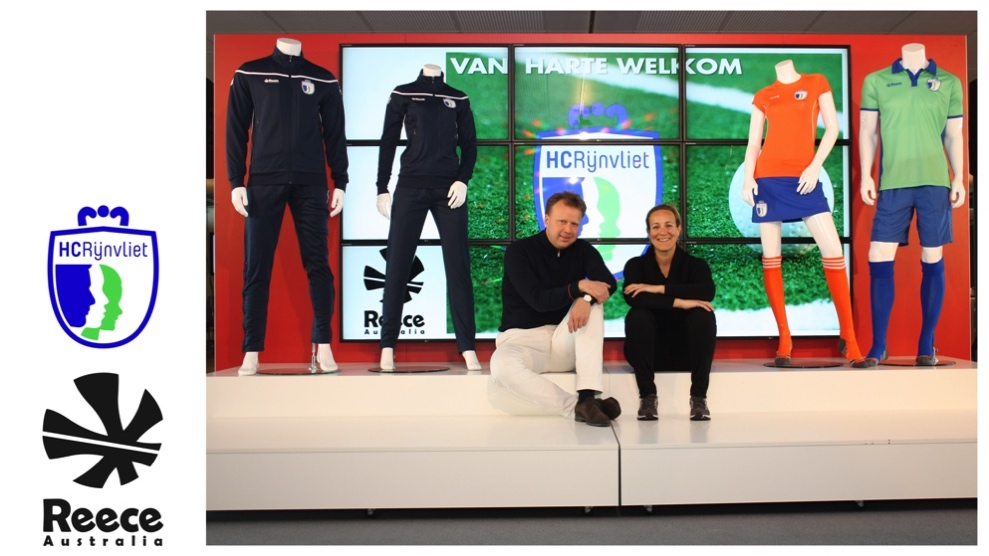 HCRijnvliet
Reece
Australia
VAN HARTE WELKOM
HCRijnvliet
Reece
Australia